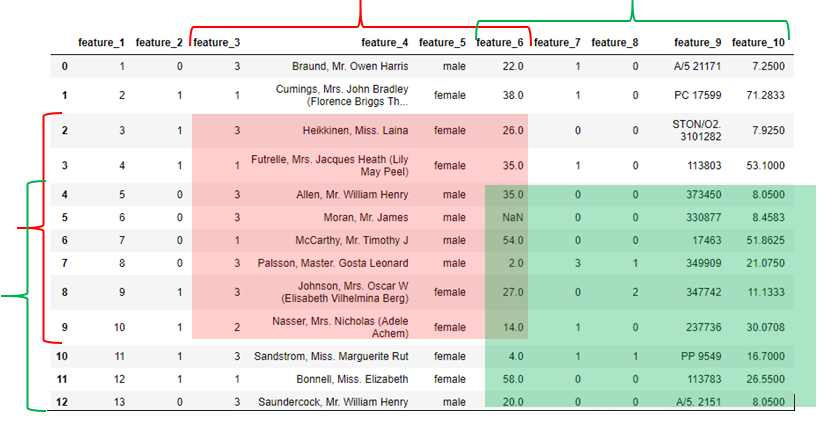 feature_1 feature_2 feature_3 feature_4 feature_5 feature_6 feature_7 feature_8 feature_9 feature_10
0 1 0 3 Braund, Mr. Owen Harris male 22.0 1 0 A/5 21171 7.2500
1 2 1 1 Cumings, Mrs. John Bradley (Florence Briggs Th... female 38.0 1 0 PC 17599 71.2833
2 3 1 3 Heikkinen, Miss. Laina female 26.0 0 0 STON/O2. 3101282 7.9250
3 4 1 1 Futrelle, Mrs. Jacques Heath (Lily May Peel) female 35.0 1 0 113803 53.1000
4 5 0 3 Allen, Mr. William Henry male 35.0 0 0 373450 8.0500
5 6 0 3 Moran, Mr. James male NaN 0 0 330877 8.4583
6 7 0 1 McCarthy, Mr. Timothy J male 54.0 0 0 17463 51.8625
7 8 0 3 Palsson, Master. Gosta Leonard male 2.0 3 1 349909 21.0750
8 9 1 3 Johnson, Mrs. Oscar W (Elisabeth Vilhelmina Berg) female 27.0 0 2 347742 11.1333
9 10 1 2 Nasser, Mrs. Nicholas (Adele Achem) female 14.0 1 0 237736 30.0708
10 11 1 3 Sandstrom, Miss. Marguerite Rut female 4.0 1 1 PP 9549 16.7000
11 12 1 1 Bonnell, Miss. Elizabeth female 58.0 0 0 113783 26.5500
12 13 0 3 Saundercock, Mr. William Henry male 20.0 0 0 A/5. 2151 8.0500